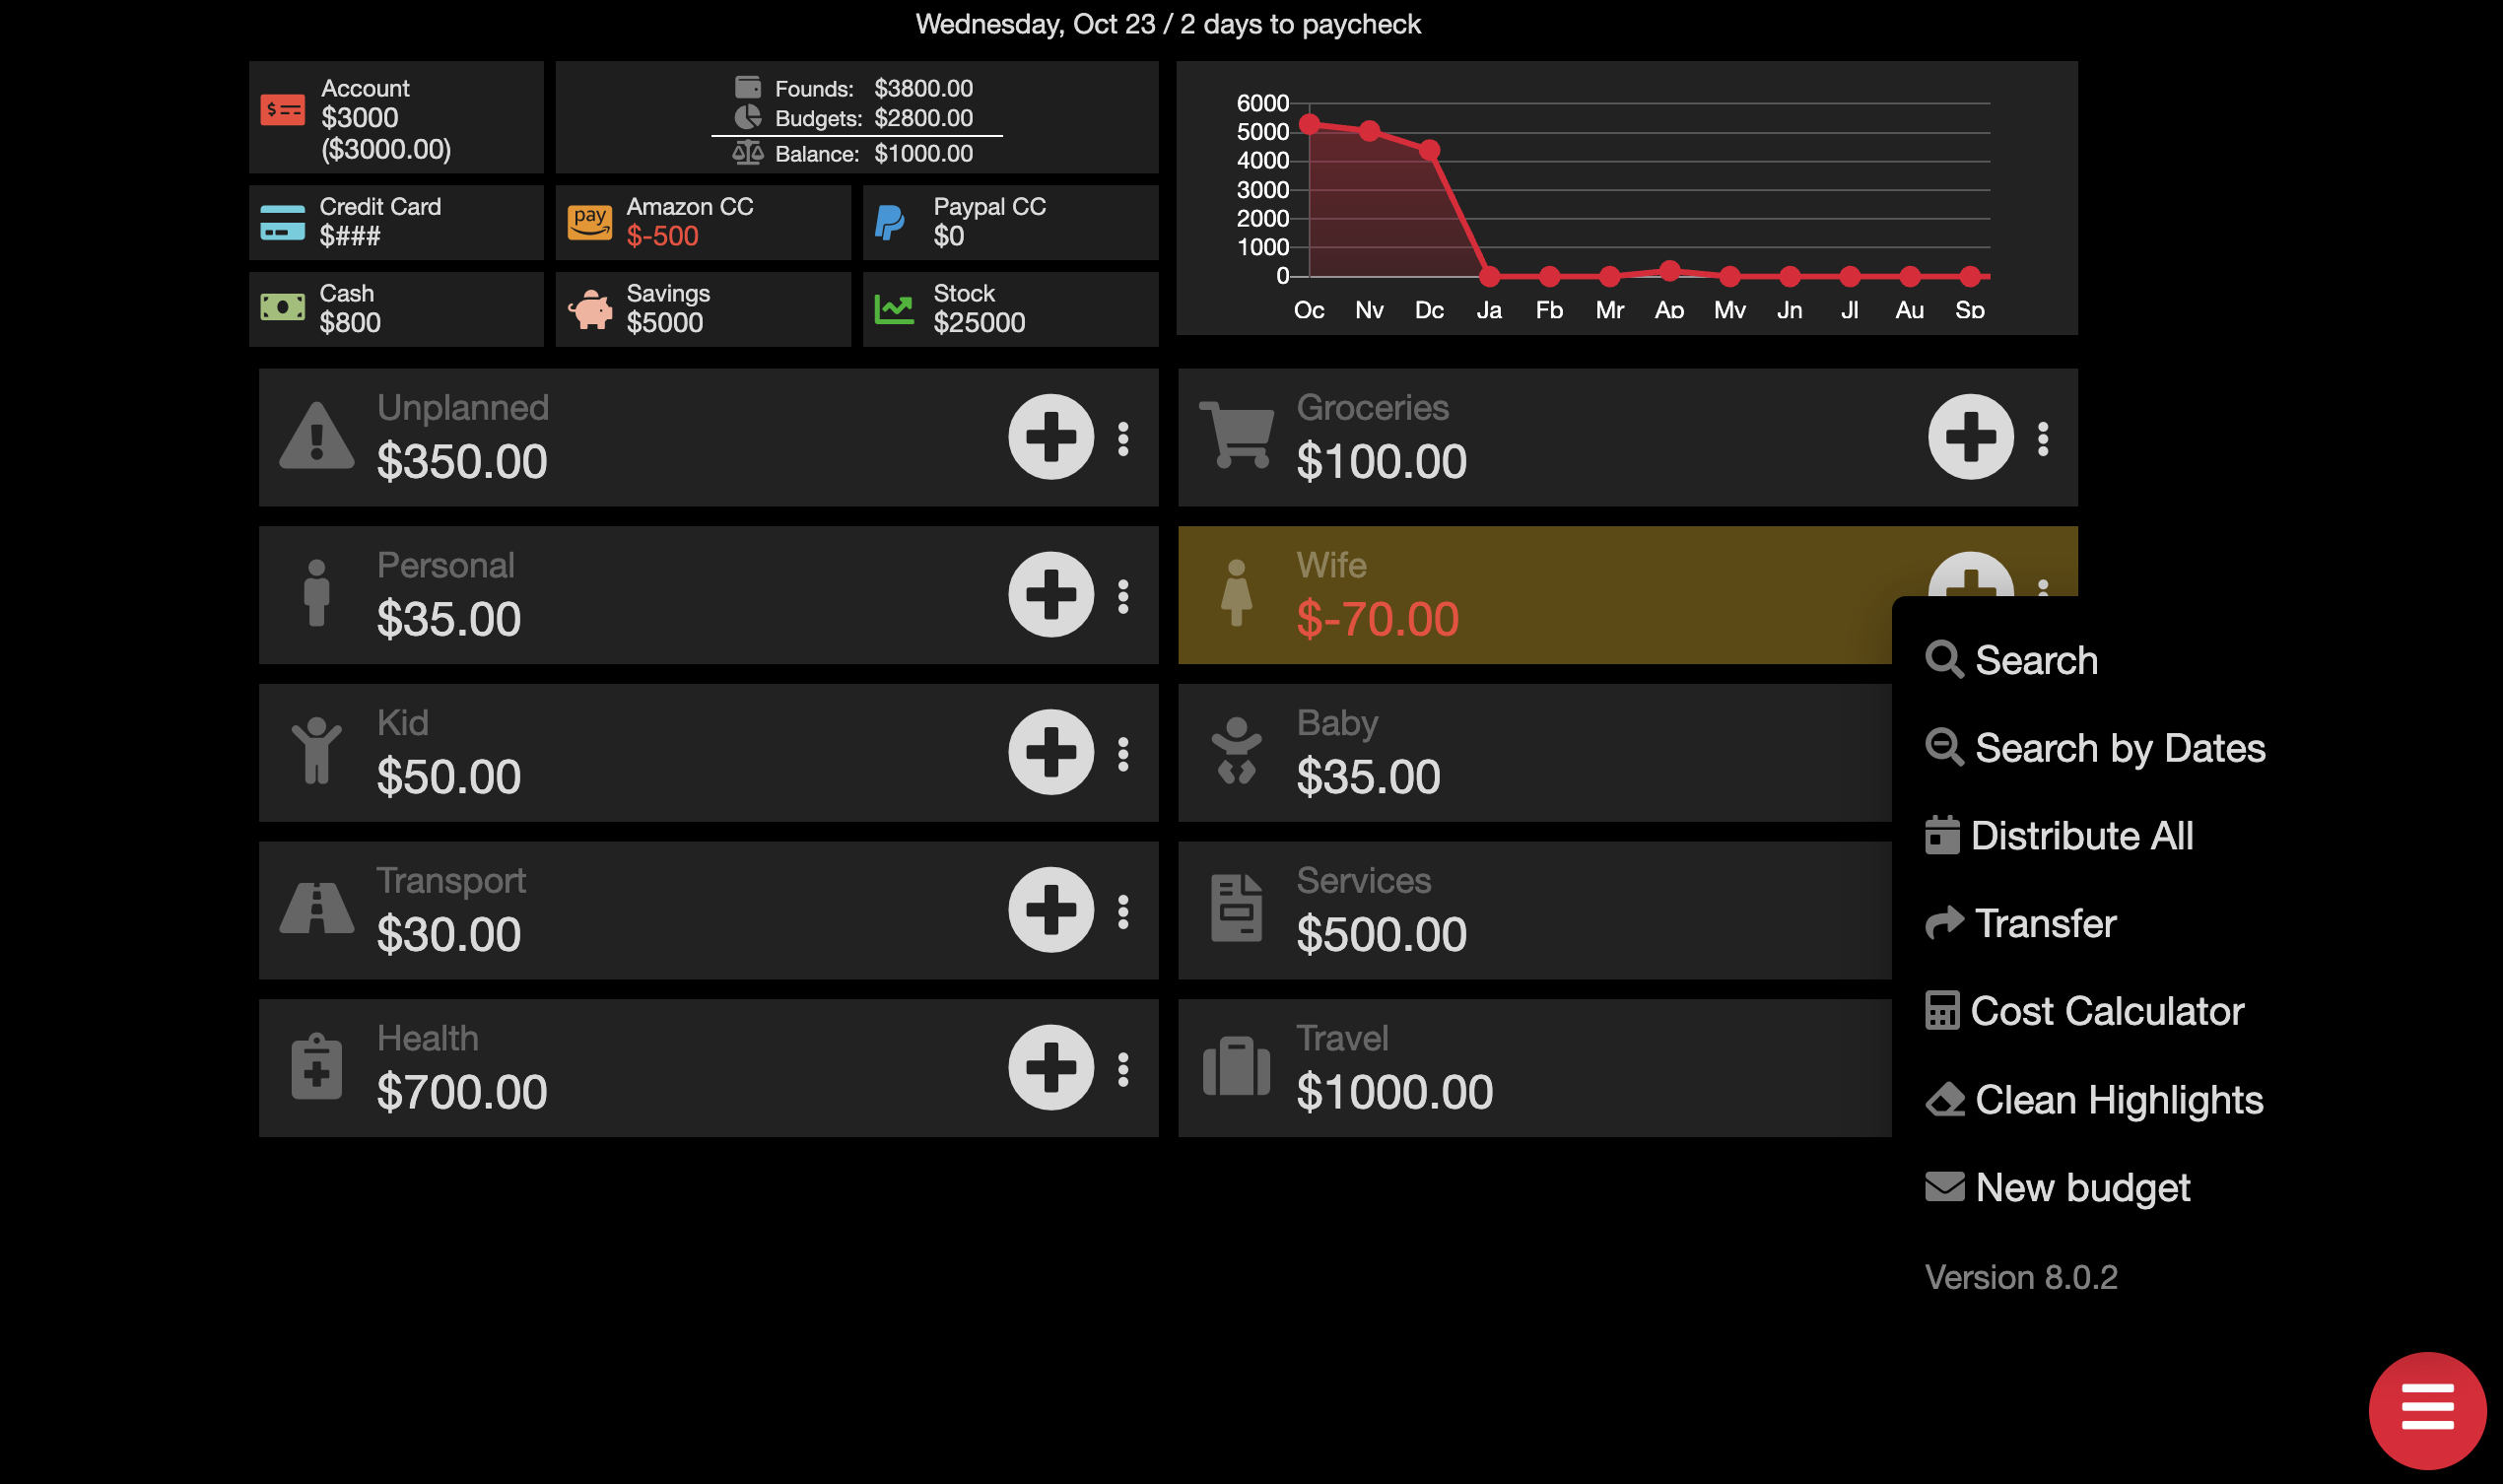 Wednesday, Oct 23 / 2 days to paycheck
Account
$3000
($3000.00)
Founds: $3800.00
Budgets: $2800.00
Balance: $1000.00
Credit Card
$###
pay
Amazon CC
$-500
Paypal CC
$0
Cash
$800
Savings
$5000
Stock
$25000
6000
5000
4000
3000
2000
1000
0
Oc Nv Dc Ja Fb Mr Ap My Jn Jl Au Sp
Unplanned
$350.00
Groceries
$100.00
Personal
$35.00
Wife
$-70.00
Kid
$50.00
Baby
$35.00
Transport
$30.00
Services
$500.00
Health
$700.00
Travel
$1000.00
Search
Search by Dates
Distribute All
Transfer
Cost Calculator
Clean Highlights
New budget
Version 8.0.2